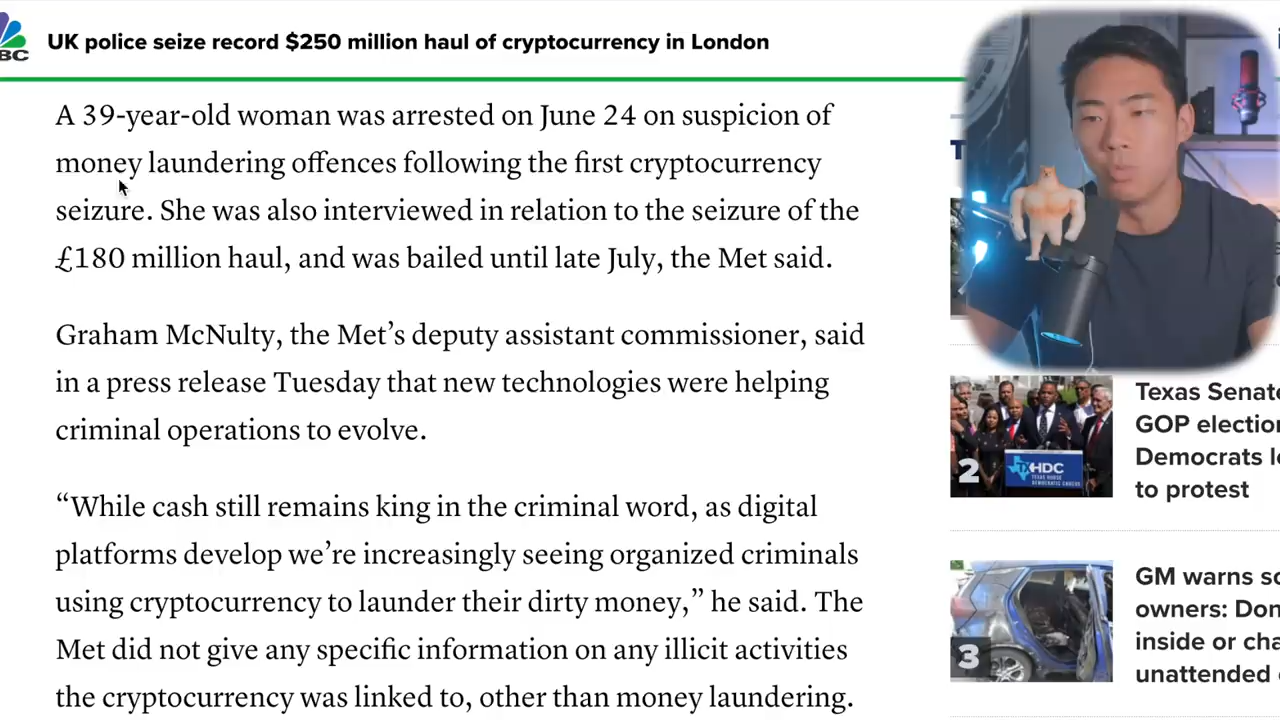 BC
UK police seize record $250 million haul of cryptocurrency in London
A 39-year-old woman was arrested on June 24 on suspicion of
money laundering offences following the first cryptocurrency
seizure. She was also interviewed in relation to the seizure of the
£180 million haul, and was bailed until late July, the Met said.
Graham McNulty, the Met’s deputy assistant commissioner, said
in a press release Tuesday that new technologies were helping
criminal operations to evolve.
“While cash still remains king in the criminal word, as digital
platforms develop we’re increasingly seeing organized criminals
using cryptocurrency to launder their dirty money,” he said. The
Met did not give any specific information on any illicit activities
the cryptocurrency was linked to, other than money laundering.
T
2
HDC
TEXAS HOUSE
DEMOCRATIC CAUCUS
Texas Senate
GOP election
Democrats l
to protest
3
GM warns so
owners: Don
inside or cha
unattended